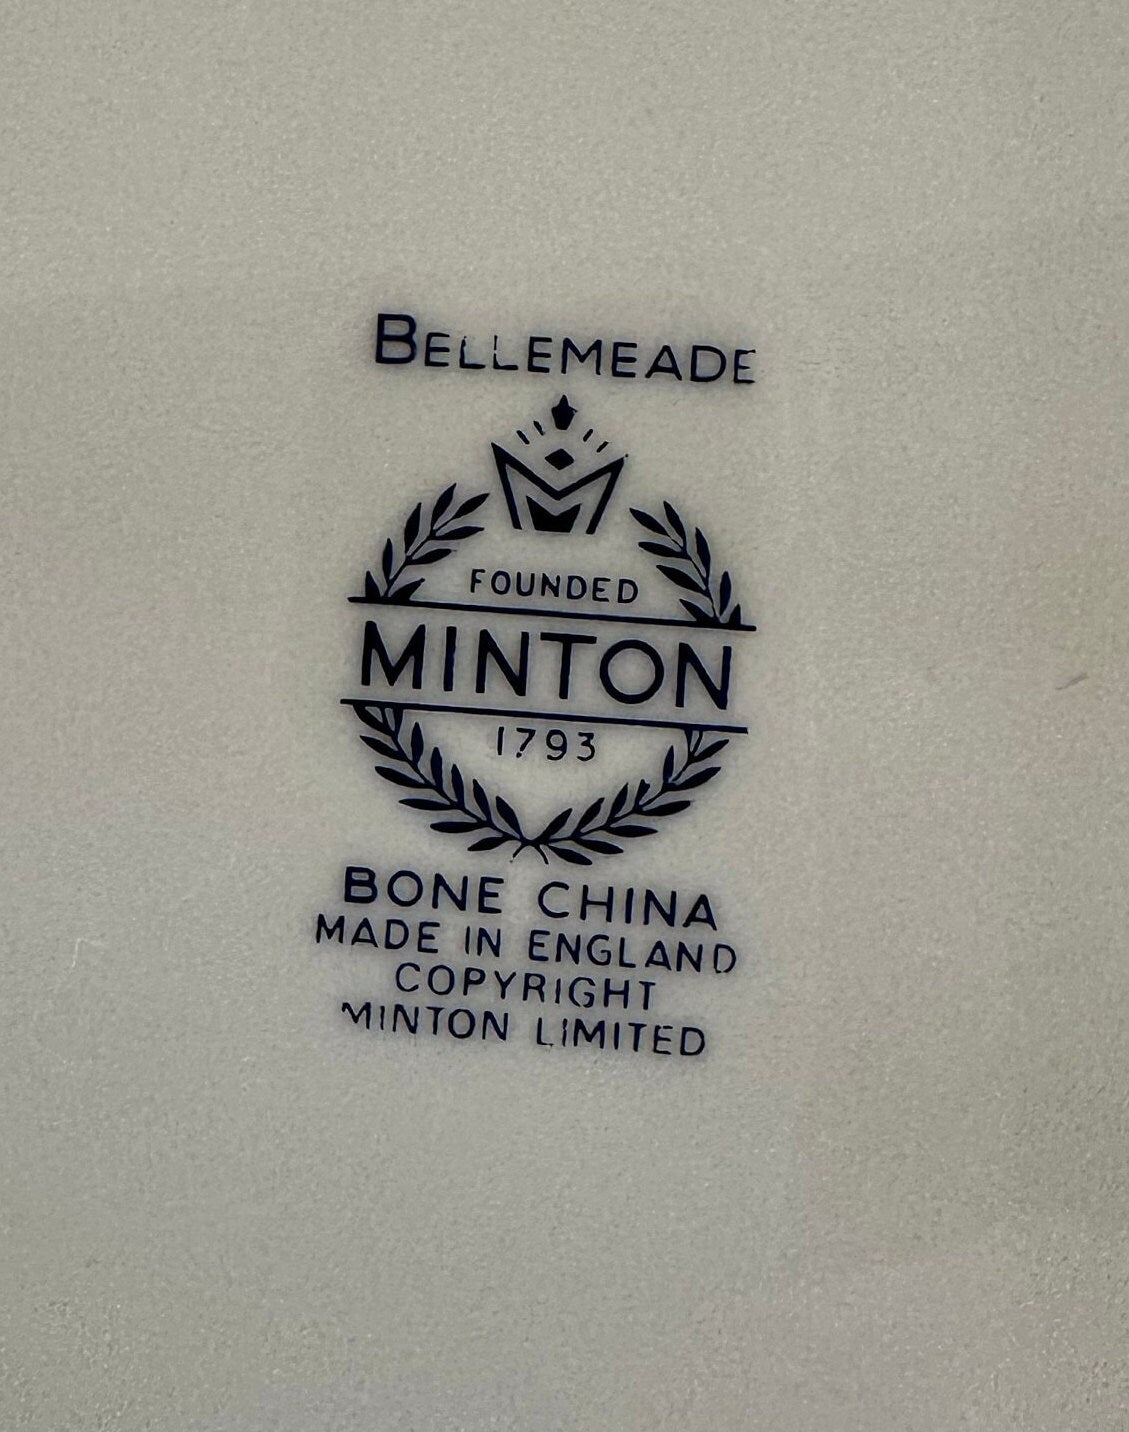 BELLEMEADE
FOUNDED
MINTON
1793
BONE CHINA
MADE IN ENGLAND
COPYRIGHT
MINTON LIMITED